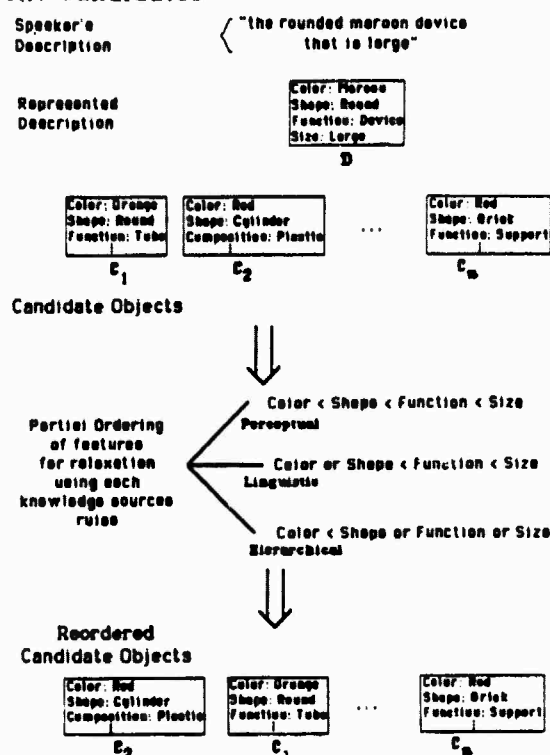 Speaker's
Description
"the rounded maroon device
that is large"
Represented
Description
Color: Maroon
Shape: Round
Function: Device
Size: Large
D
Color: Orange
Shape: Round
Function: Tube
C1
Color: Red
Shape: Cylinder
Composition: Plastic
C2
...
Color: Red
Shape: Brick
Function: Support
Cn
Candidate Objects
Partial Ordering
of features
for relaxation
using each
knowledge sources
rules
Color < Shape < Function < Size
Perceptual
Color or Shape < Function < Size
Linguistic
Color < Shape or Function or Size
Hierarchical
Reordered
Candidate Objects
Color: Red
Shape: Cylinder
Composition: Plastic
C2
Color: Orange
Shape: Round
Function: Tube
C1
...
Color: Red
Shape: Brick
Function: Support
Cn